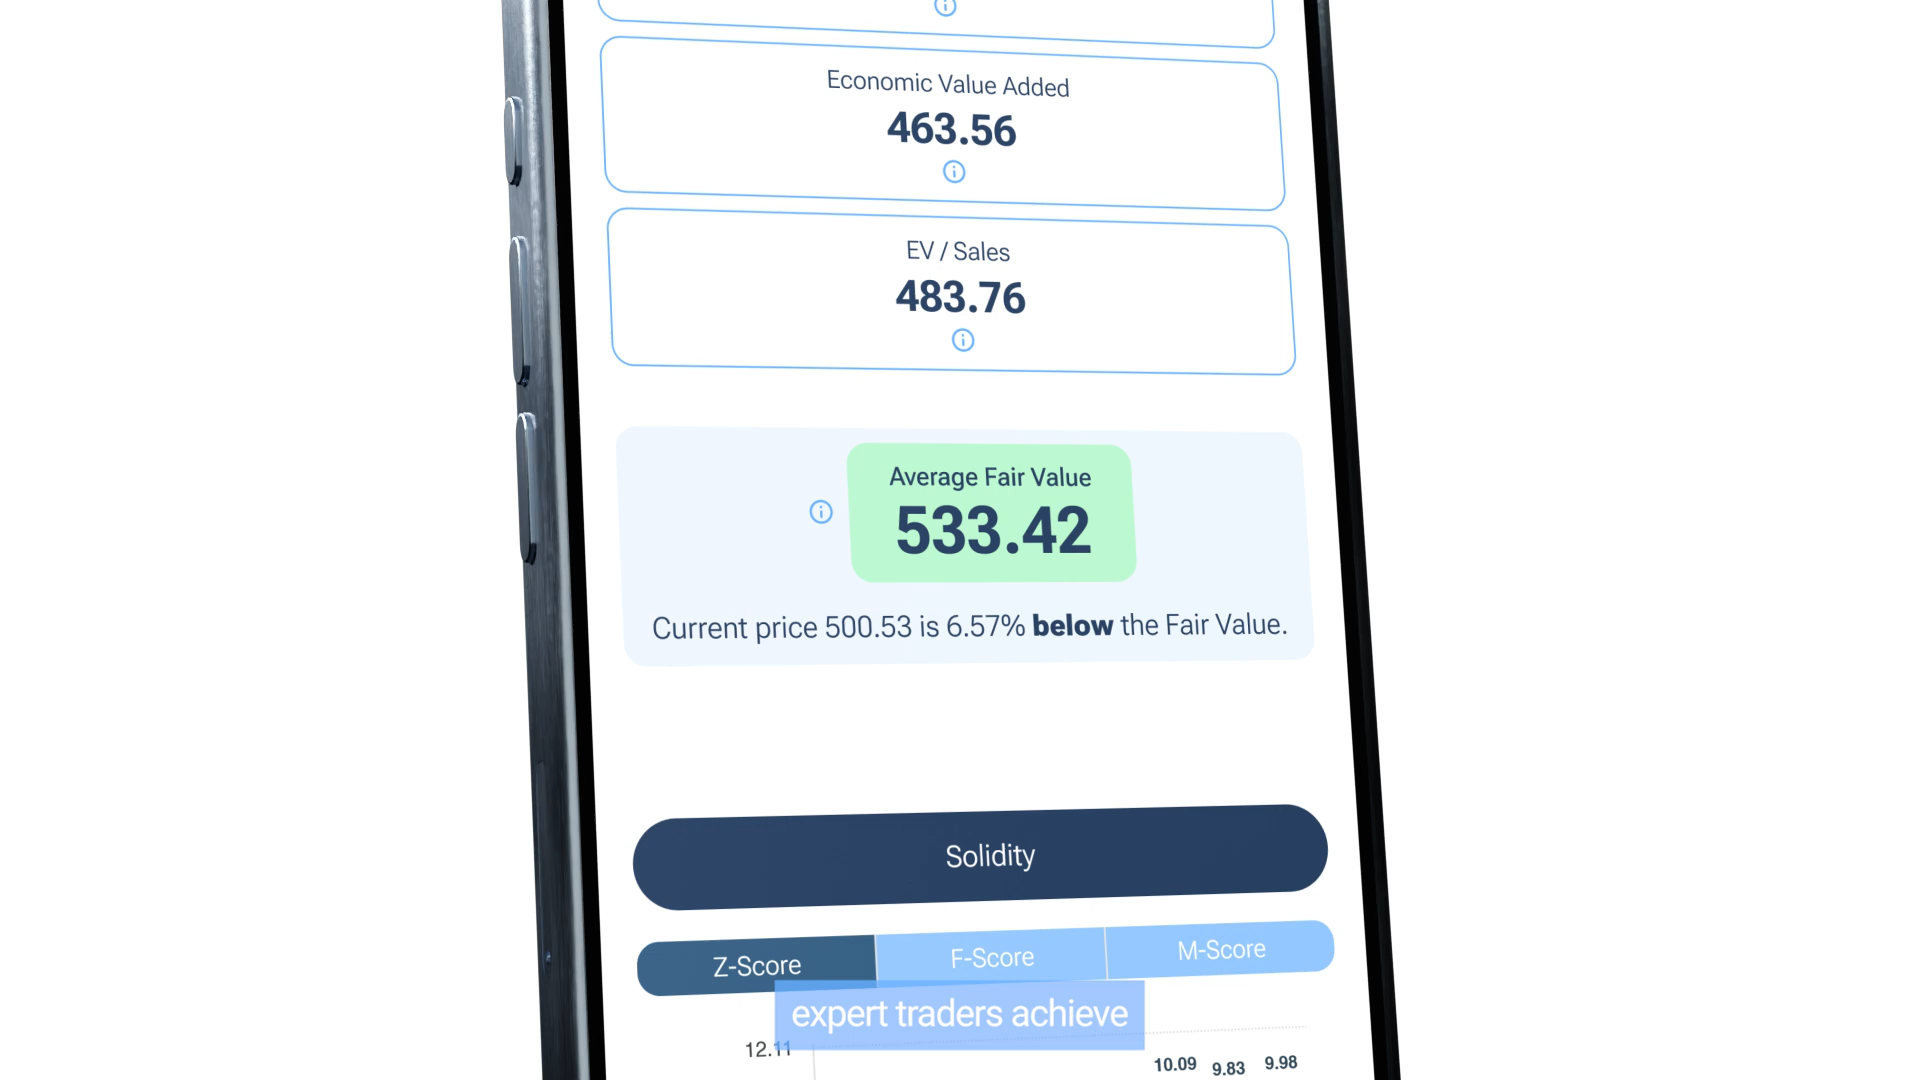 Economic Value Added
463.56
EV / Sales
483.76
Average Fair Value
533.42
Current price 500.53 is 6.57% below the Fair Value.
Solidity
Z-Score
F-Score
M-Score
expert traders achieve
12.11
10.09
9.83
9.98